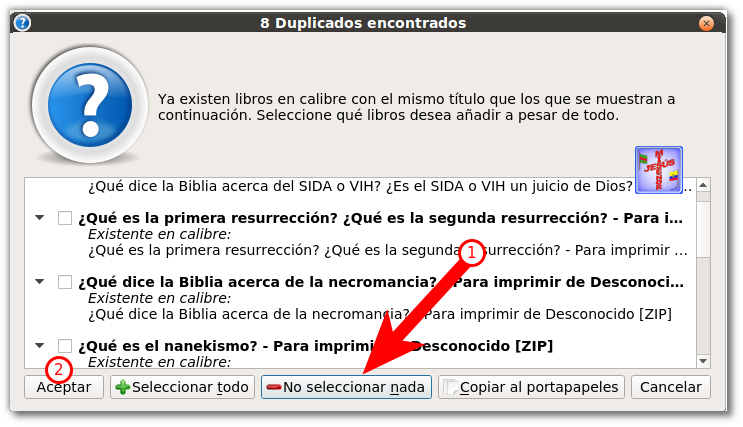 8 Duplicados encontrados
Ya existen libros en calibre con el mismo título que los que se muestran a
continuación. Seleccione qué libros desea añadir a pesar de todo.
JESÚS
¿Qué dice la Biblia acerca del SIDA o VIH? ¿Es el SIDA o VIH un juicio de Dios?
¿Qué es la primera resurrección? ¿Qué es la segunda resurrección? - Para i...
Existente en calibre:
¿Qué es la primera resurrección? ¿Qué es la segunda resurrección? - Para imprimir ...
1
¿Qué dice la Biblia acerca de la necromancia? - Para imprimir de Desconoci...
Existente en calibre:
¿Qué dice la Biblia acerca de la necromancia? - Para imprimir de Desconocido [ZIP]
¿Qué es el nanekismo? - Para imprimir de Desconocido [ZIP]
Existente en calibre:
2
Aceptar
Seleccionar todo
No seleccionar nada
Copiar al portapapeles
Cancelar